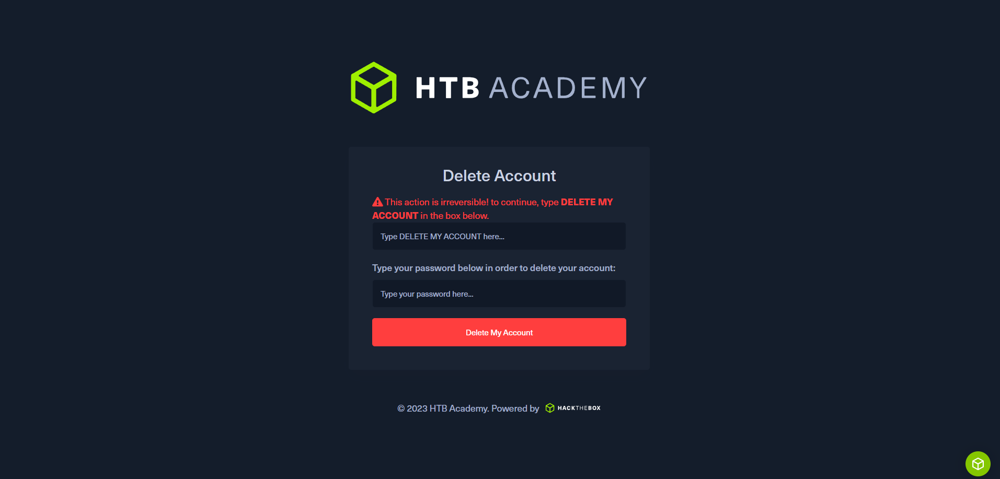 HTB ACADEMY
Delete Account
This action is irreversible! to continue, type DELETE MY
ACCOUNT in the box below.
Type DELETE MY ACCOUNT here...
Type your password below in order to delete your account:
Type your password here...
Delete My Account
© 2023 HTB Academy. Powered by HACKTHEBOX